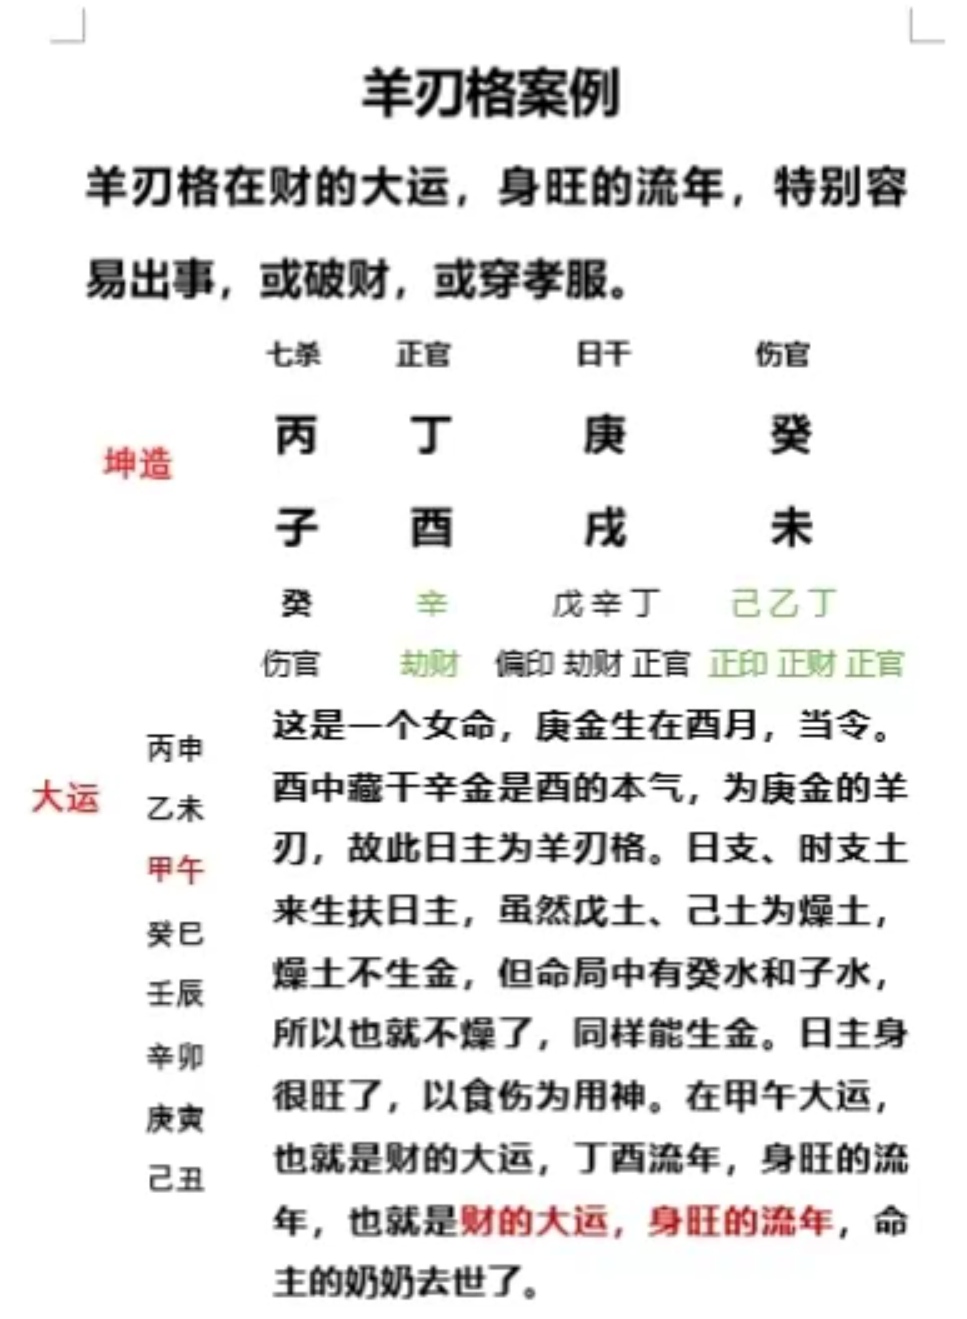 羊刃格案例
羊刃格在财的大运，身旺的流年，特别容
易出事，或破财，或穿孝服。
七杀 正官 日干 伤官
坤造 丙 丁 庚 癸
子 酉 戌 未
癸 辛 戊辛丁 己乙丁
伤官 劫财 偏印 劫财 正官 正印 正财 正官
大运
丙申
乙未
甲午
癸巳
壬辰
辛卯
庚寅
己丑
这是一个女命，庚金生在酉月，当令。
酉中藏干辛金是酉的本气，为庚金的羊
刃，故此日主为羊刃格。日支、时支土
来生扶日主，虽然戊土、己土为燥土，
燥土不生金，但命局中有癸水和子水，
所以也就不燥了，同样能生金。日主身
很旺了，以食伤为用神。在甲午大运，
也就是财的大运，丁酉流年，身旺的流
年，也就是财的大运，身旺的流年，命
主的奶奶去世了。